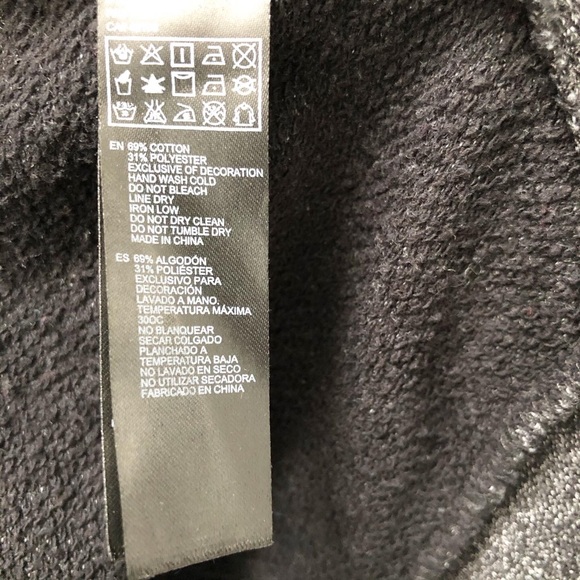 EN 69% COTTON
31% POLYESTER
EXCLUSIVE OF DECORATION
HAND WASH COLD
DO NOT BLEACH
LINE DRY
IRON LOW
DO NOT DRY CLEAN
DO NOT TUMBLE DRY
MADE IN CHINA
ES 69% ALGODÓN
31% POLIÉSTER
EXCLUSIVO PARA
DECORACIÓN
LAVADO A MANO.
TEMPERATURA MÁXIMA
30OC
NO BLANQUEAR
SECAR COLGADO
PLANCHADO A
TEMPERATURA BAJA
NO LAVADO EN SECO
NO UTILIZAR SECADORA
FABRICADO EN CHINA